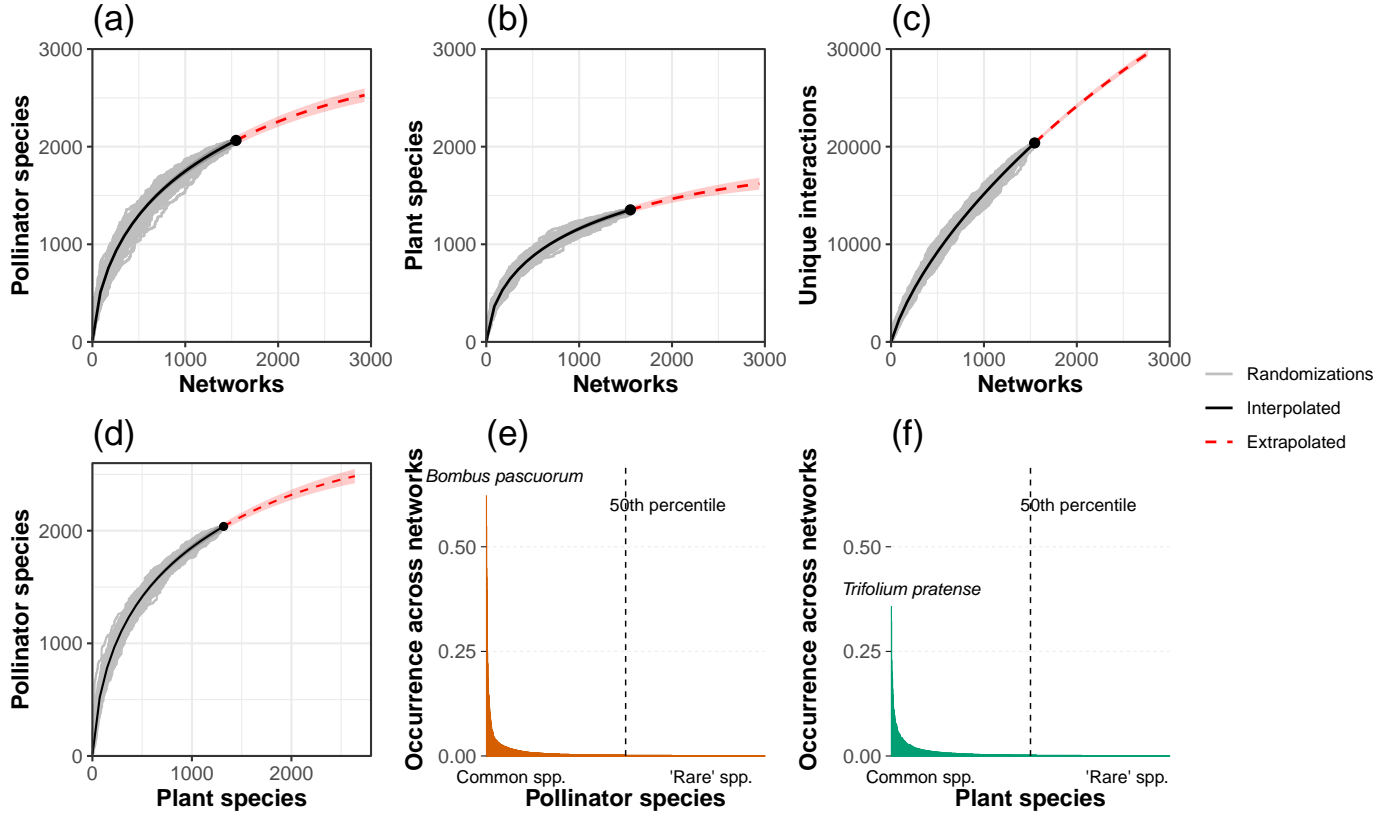 (a)
3000
2000
1000
0
Pollinator species
0 1000 2000 3000
Networks
(b)
3000
2000
1000
0
Plant species
0 1000 2000 3000
Networks
(c)
30000
20000
10000
0
Unique interactions
0 1000 2000 3000
Networks
Randomizations
Interpolated
Extrapolated
(d)
2000
1000
0
Pollinator species
0 1000 2000
Plant species
(e)
Bombus pascuorum
50th percentile
0.50
0.25
0.00
Occurrence across networks
Common spp. 'Rare' spp.
Pollinator species
(f)
50th percentile
Trifolium pratense
0.50
0.25
0.00
Occurrence across networks
Common spp. 'Rare' spp.
Plant species